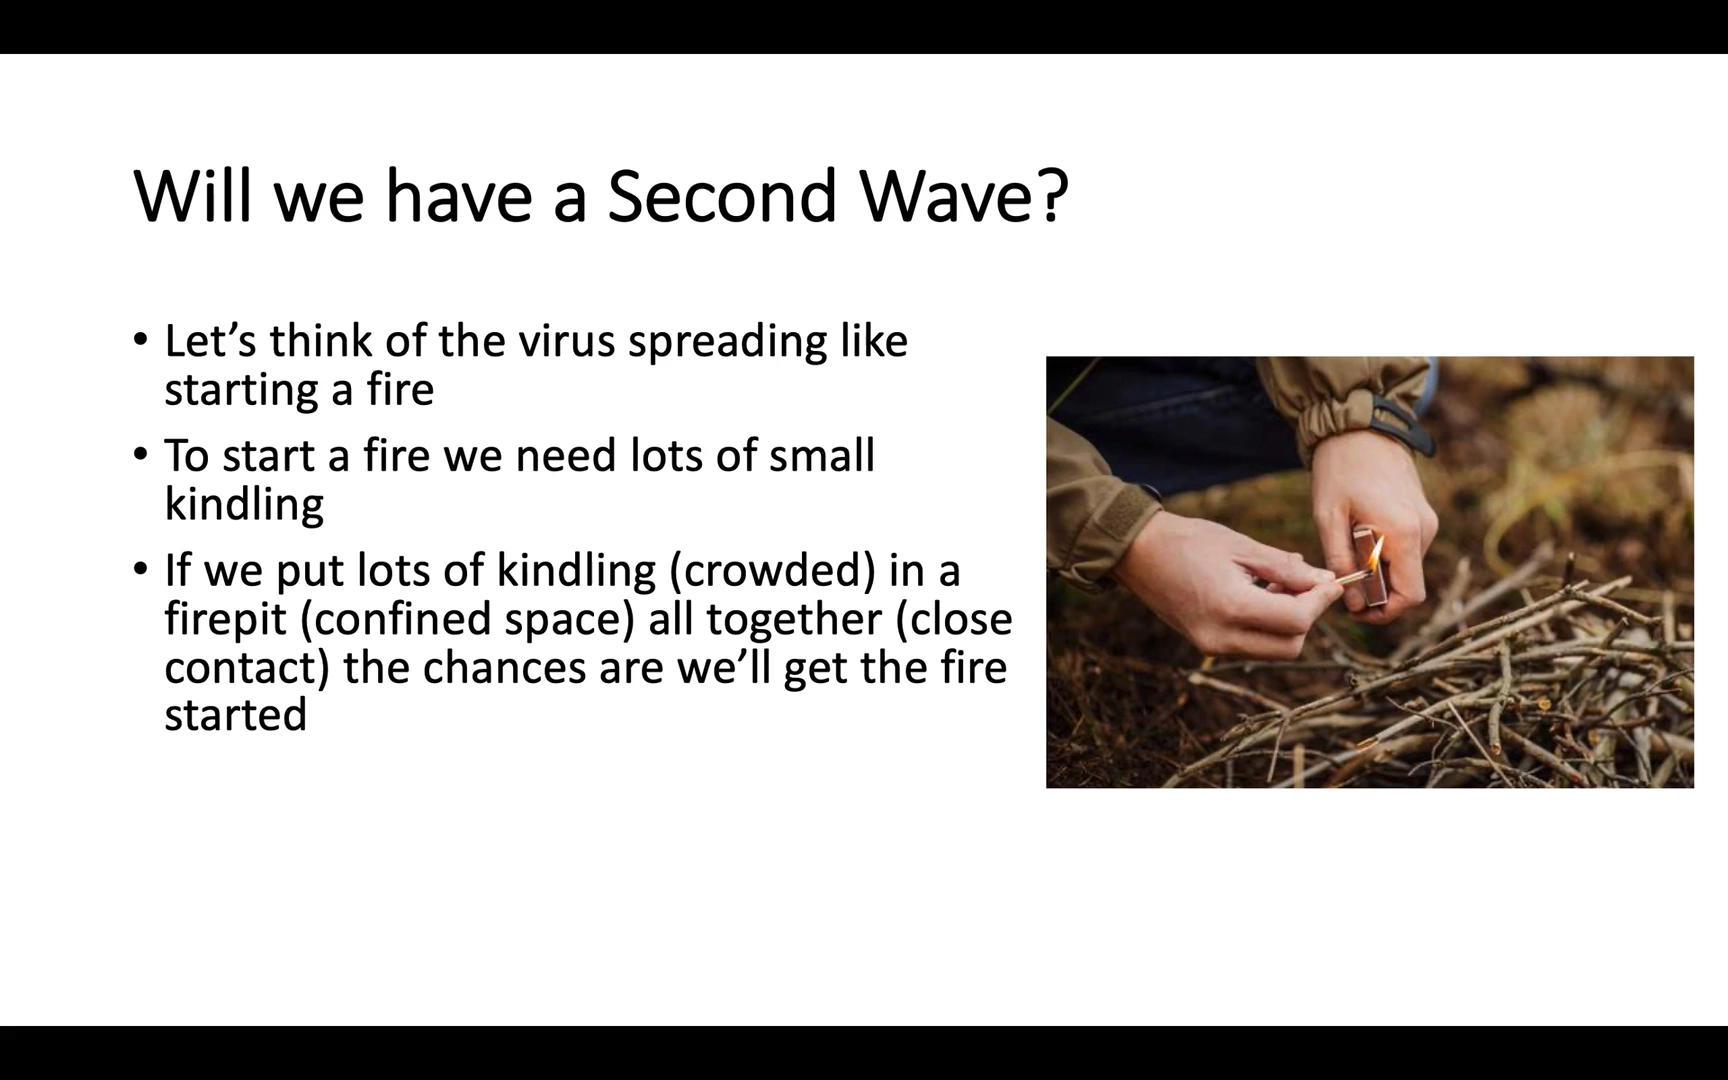 Will we have a Second Wave?
• Let’s think of the virus spreading like
starting a fire
• To start a fire we need lots of small
kindling
• If we put lots of kindling (crowded) in a
firepit (confined space) all together (close
contact) the chances are we’ll get the fire
started